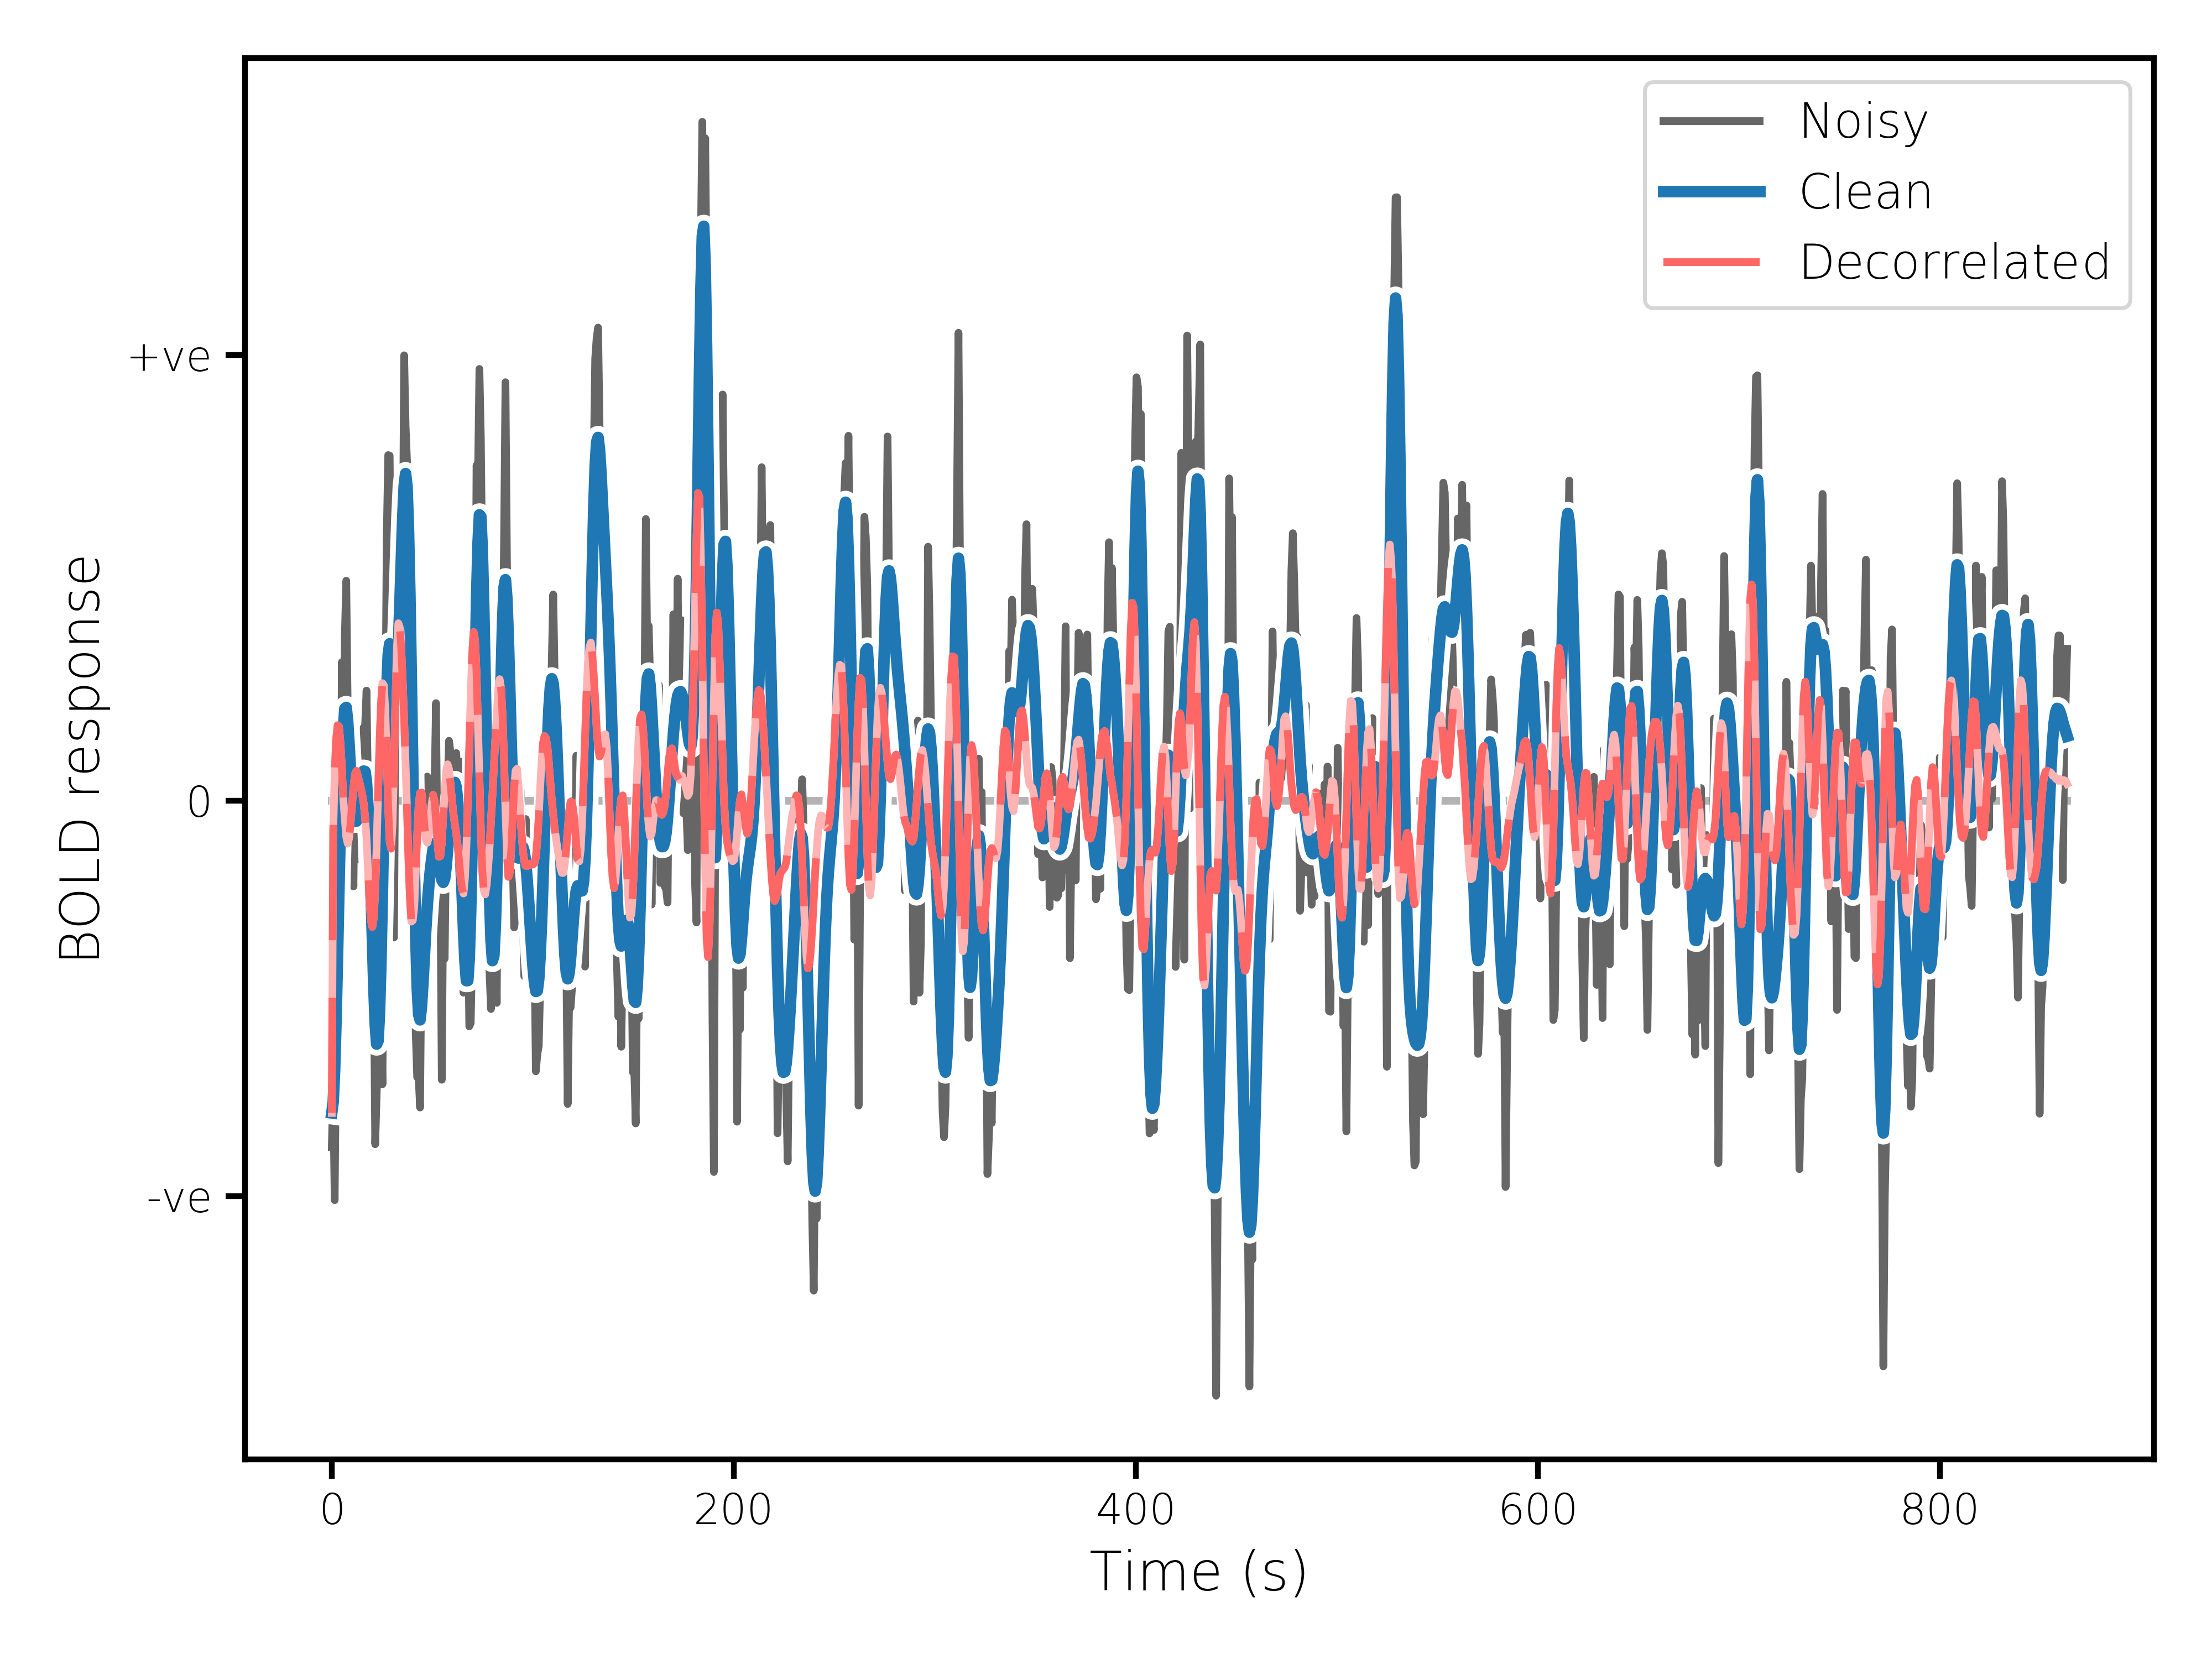 Noisy
Clean
Decorrelated
+ve
0
-ve
BOLD response
0
200
400
600
800
Time (s)